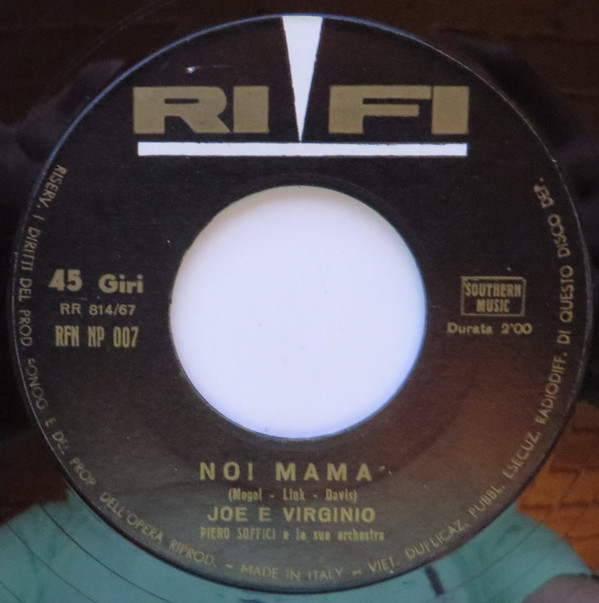 RI FI
45 Giri
RR 814/67
RFN NP 007
SOUTHERN
MUSIC
Durata 2'00
NOI MAMA
(Mogol - Link - Davis)
JOE E VIRGINIO
PIERO SOFFICI e la sua orchestra
RISERV. I DIRITTI DEL PROD. FONOG. E DEL PROP. DELL'OPERA RIPROD. - MADE IN ITALY - VIET. DUPLICAZ. PUBBL. ESECUZ. RADIODIFF. DI QUESTO DISCO DEP.